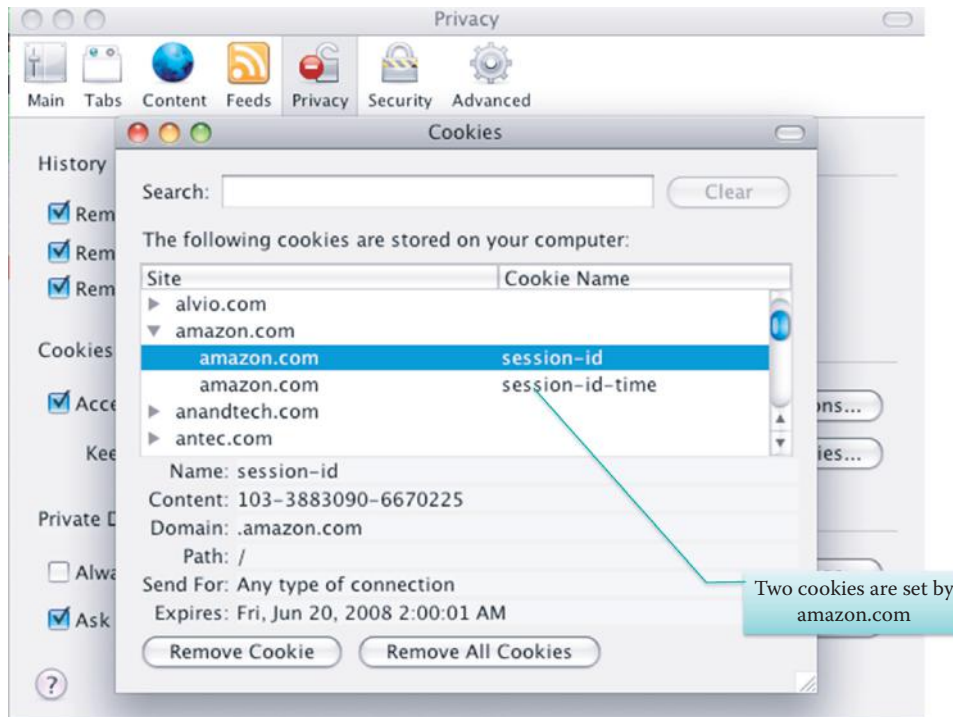 Privacy
Main Tabs Content Feeds Privacy Security Advanced
Cookies
History
Search: Clear
Rem
The following cookies are stored on your computer:
Rem
Site Cookie Name
Rem
alvio.com
amazon.com
Cookies
amazon.com session-id
amazon.com session-id-time
Acce
ons...
anandtech.com
antec.com
Kee
ies...
Name: session-id
Content: 103-3883090-6670225
Private D
Domain: .amazon.com
Path: /
Alwa
Send For: Any type of connection
Two cookies are set by
amazon.com
Expires: Fri, Jun 20, 2008 2:00:01 AM
Ask
Remove Cookie Remove All Cookies
?